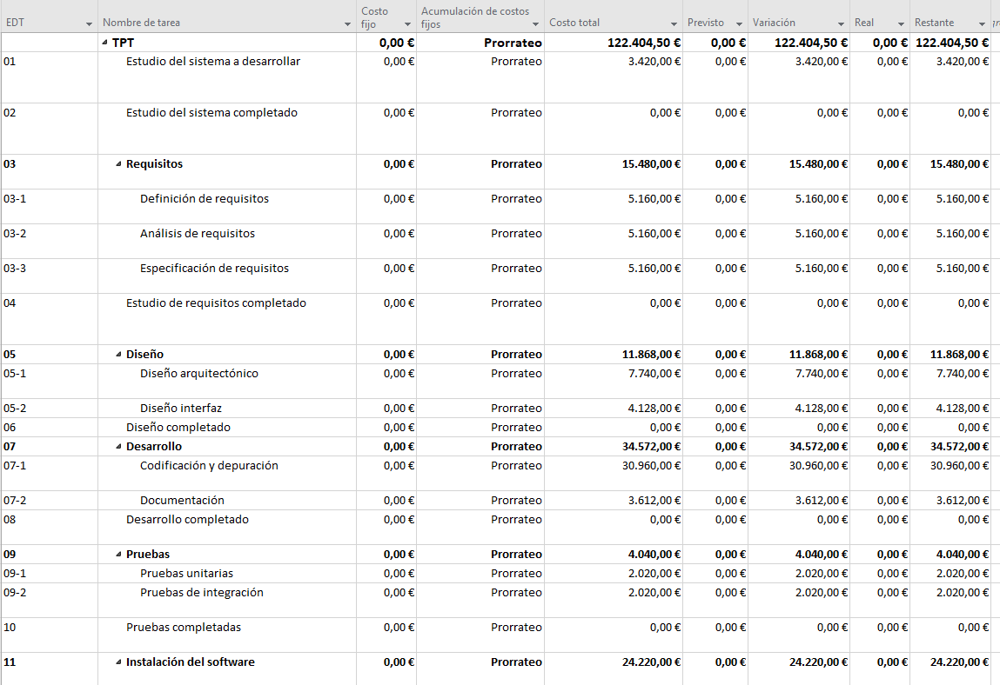 EDT Nombre de tarea Costo fijo Acumulación de costos fijos Costo total Previsto Variación Real Restante
TPT 0,00 € Prorrateo 122.404,50 € 0,00 € 122.404,50 € 0,00 € 122.404,50 €
01 Estudio del sistema a desarrollar 0,00 € Prorrateo 3.420,00 € 0,00 € 3.420,00 € 0,00 € 3.420,00 €
02 Estudio del sistema completado 0,00 € Prorrateo 0,00 € 0,00 € 0,00 € 0,00 € 0,00 €
03 Requisitos 0,00 € Prorrateo 15.480,00 € 0,00 € 15.480,00 € 0,00 € 15.480,00 €
03-1 Definición de requisitos 0,00 € Prorrateo 5.160,00 € 0,00 € 5.160,00 € 0,00 € 5.160,00 €
03-2 Análisis de requisitos 0,00 € Prorrateo 5.160,00 € 0,00 € 5.160,00 € 0,00 € 5.160,00 €
03-3 Especificación de requisitos 0,00 € Prorrateo 5.160,00 € 0,00 € 5.160,00 € 0,00 € 5.160,00 €
04 Estudio de requisitos completado 0,00 € Prorrateo 0,00 € 0,00 € 0,00 € 0,00 € 0,00 €
05 Diseño 0,00 € Prorrateo 11.868,00 € 0,00 € 11.868,00 € 0,00 € 11.868,00 €
05-1 Diseño arquitectónico 0,00 € Prorrateo 7.740,00 € 0,00 € 7.740,00 € 0,00 € 7.740,00 €
05-2 Diseño interfaz 0,00 € Prorrateo 4.128,00 € 0,00 € 4.128,00 € 0,00 € 4.128,00 €
06 Diseño completado 0,00 € Prorrateo 0,00 € 0,00 € 0,00 € 0,00 € 0,00 €
07 Desarrollo 0,00 € Prorrateo 34.572,00 € 0,00 € 34.572,00 € 0,00 € 34.572,00 €
07-1 Codificación y depuración 0,00 € Prorrateo 30.960,00 € 0,00 € 30.960,00 € 0,00 € 30.960,00 €
07-2 Documentación 0,00 € Prorrateo 3.612,00 € 0,00 € 3.612,00 € 0,00 € 3.612,00 €
08 Desarrollo completado 0,00 € Prorrateo 0,00 € 0,00 € 0,00 € 0,00 € 0,00 €
09 Pruebas 0,00 € Prorrateo 4.040,00 € 0,00 € 4.040,00 € 0,00 € 4.040,00 €
09-1 Pruebas unitarias 0,00 € Prorrateo 2.020,00 € 0,00 € 2.020,00 € 0,00 € 2.020,00 €
09-2 Pruebas de integración 0,00 € Prorrateo 2.020,00 € 0,00 € 2.020,00 € 0,00 € 2.020,00 €
10 Pruebas completadas 0,00 € Prorrateo 0,00 € 0,00 € 0,00 € 0,00 € 0,00 €
11 Instalación del software 0,00 € Prorrateo 24.220,00 € 0,00 € 24.220,00 € 0,00 € 24.220,00 €